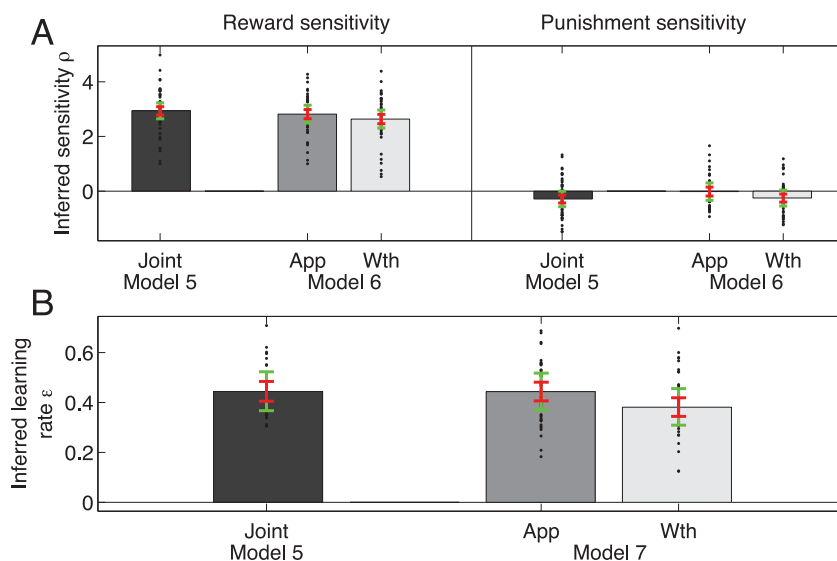 A
Reward sensitivity Punishment sensitivity
Inferred sensitivity ρ
4
2
0
Joint App Wth Joint App Wth
Model 5 Model 6 Model 5 Model 6
B
Inferred learning
rate ε
0.6
0.4
0.2
0
Joint App Wth
Model 5 Model 7